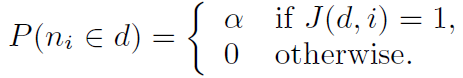 P(n_i ∈ d) = { α if J(d, i) = 1,
0 otherwise.